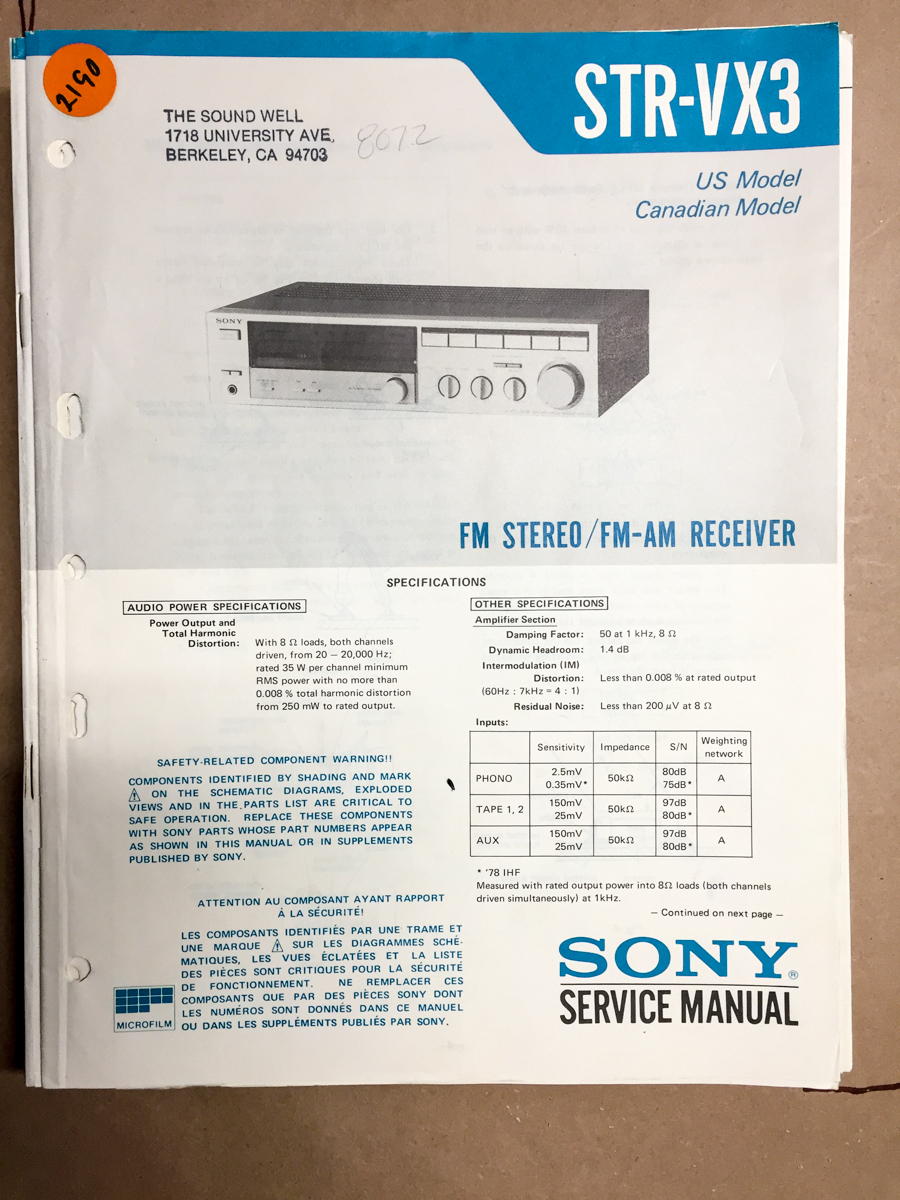 2190
THE SOUND WELL
1718 UNIVERSITY AVE,
BERKELEY, CA 94703
8072
STR-VX3
US Model
Canadian Model
SONY
FM STEREO/FM-AM RECEIVER
SPECIFICATIONS
AUDIO POWER SPECIFICATIONS
Power Output and
Total Harmonic
Distortion: With 8 Ω loads, both channels
driven, from 20 – 20,000 Hz;
rated 35 W per channel minimum
RMS power with no more than
0.008 % total harmonic distortion
from 250 mW to rated output.
SAFETY-RELATED COMPONENT WARNING!!
COMPONENTS IDENTIFIED BY SHADING AND MARK
⚠ ON THE SCHEMATIC DIAGRAMS, EXPLODED
VIEWS AND IN THE PARTS LIST ARE CRITICAL TO
SAFE OPERATION. REPLACE THESE COMPONENTS
WITH SONY PARTS WHOSE PART NUMBERS APPEAR
AS SHOWN IN THIS MANUAL OR IN SUPPLEMENTS
PUBLISHED BY SONY.
ATTENTION AU COMPOSANT AYANT RAPPORT
À LA SÉCURITÉ!
LES COMPOSANTS IDENTIFIÉS PAR UNE TRAME ET
UNE MARQUE ⚠ SUR LES DIAGRAMMES SCHÉ-
MATIQUES, LES VUES ÉCLATÉES ET LA LISTE
DES PIÈCES SONT CRITIQUES POUR LA SÉCURITÉ
DE FONCTIONNEMENT. NE REMPLACER CES
COMPOSANTS QUE PAR DES PIÈCES SONY DONT
LES NUMÉROS SONT DONNÉS DANS CE MANUEL
OU DANS LES SUPPLÉMENTS PUBLIÉS PAR SONY.
MICROFILM
OTHER SPECIFICATIONS
Amplifier Section
Damping Factor: 50 at 1 kHz, 8 Ω
Dynamic Headroom: 1.4 dB
Intermodulation (IM)
Distortion: Less than 0.008 % at rated output
(60Hz : 7kHz = 4 : 1)
Residual Noise: Less than 200 μV at 8 Ω
Inputs:
Sensitivity Impedance S/N Weighting network
PHONO 2.5mV 0.35mV* 50kΩ 80dB 75dB* A
TAPE 1, 2 150mV 25mV 50kΩ 97dB 80dB* A
AUX 150mV 25mV 50kΩ 97dB 80dB* A
* '78 IHF
Measured with rated output power into 8Ω loads (both channels
driven simultaneously) at 1kHz.
– Continued on next page –
SONY®
SERVICE MANUAL